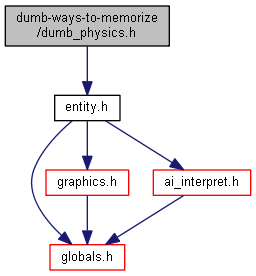 dumb-ways-to-memorize
/dumb_physics.h
entity.h
graphics.h
ai_interpret.h
globals.h